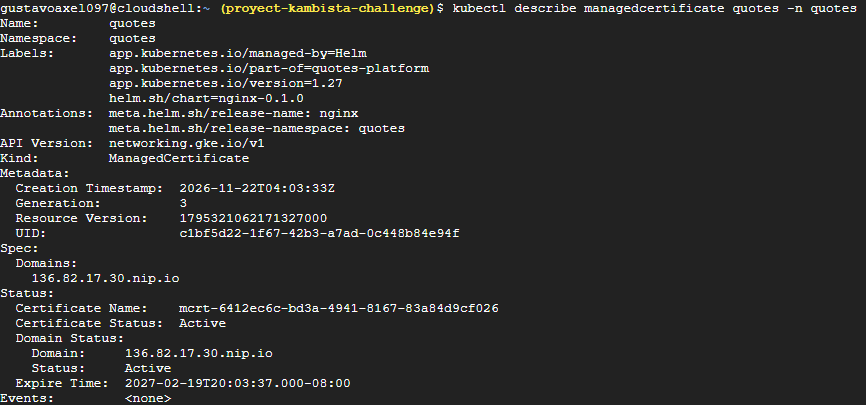 gustavoaxel097@cloudshell:~ (proyect-kambista-challenge)$ kubectl describe managedcertificate quotes -n quotes
Name:         quotes
Namespace:    quotes
Labels:       app.kubernetes.io/managed-by=Helm
              app.kubernetes.io/part-of=quotes-platform
              app.kubernetes.io/version=1.27
              helm.sh/chart=nginx-0.1.0
Annotations:  meta.helm.sh/release-name: nginx
              meta.helm.sh/release-namespace: quotes
API Version:  networking.gke.io/v1
Kind:         ManagedCertificate
Metadata:
  Creation Timestamp:  2026-11-22T04:03:33Z
  Generation:          3
  Resource Version:    1795321062171327000
  UID:                 c1bf5d22-1f67-42b3-a7ad-0c448b84e94f
Spec:
  Domains:
    136.82.17.30.nip.io
Status:
  Certificate Name:    mcrt-6412ec6c-bd3a-4941-8167-83a84d9cf026
  Certificate Status:  Active
  Domain Status:
    Domain:     136.82.17.30.nip.io
    Status:     Active
  Expire Time:  2027-02-19T20:03:37.000-08:00
Events:         <none>